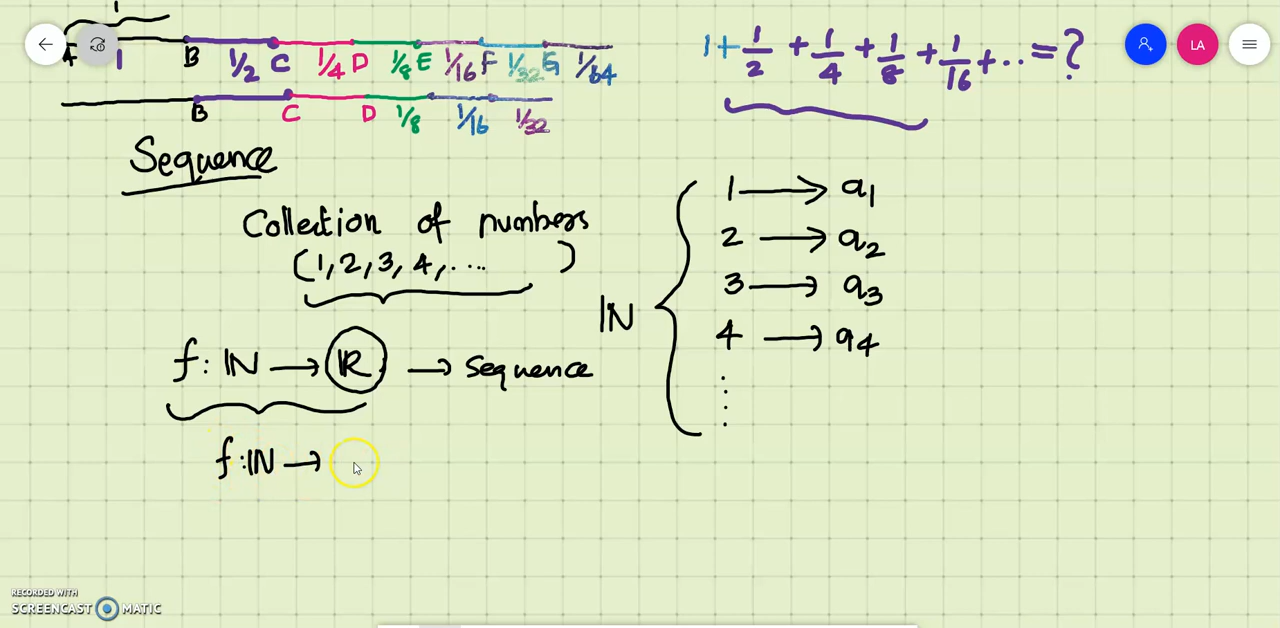 1
A 1 B 1/2 C 1/4 D 1/8 E 1/16 F 1/32 G 1/64
B C D 1/8 1/16 1/32
1 + 1/2 + 1/4 + 1/8 + 1/16 + .. = ?
LA
Sequence
Collection of numbers
(1, 2, 3, 4, .... )
f: ℕ → ℝ → Sequence
f: ℕ →
ℕ
1 → a₁
2 → a₂
3 → a₃
4 → a₄
RECORDED WITH
SCREENCAST MATIC